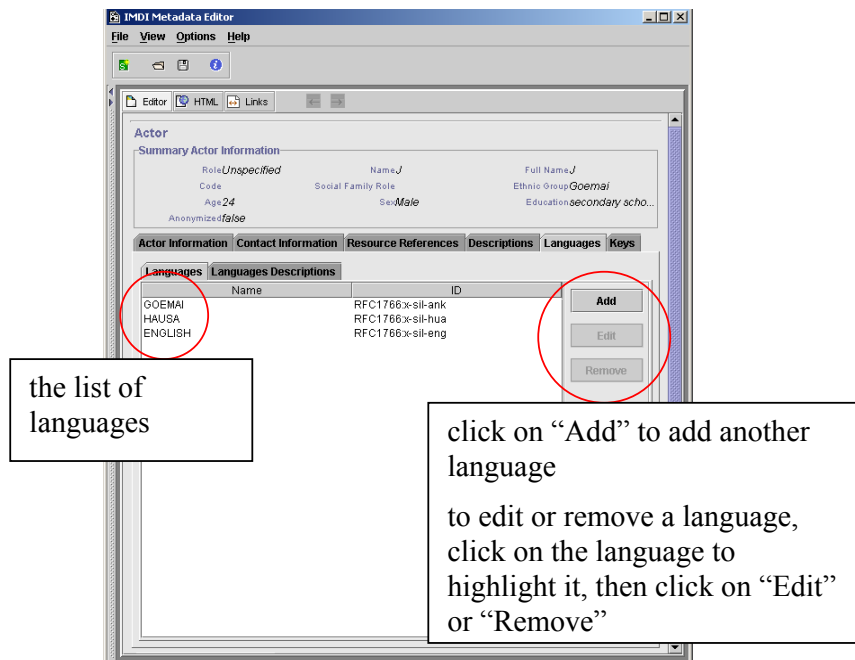 IMDI Metadata Editor
File View Options Help
Editor HTML Links
Actor
Summary Actor Information
Role Unspecified Name J Full Name J
Code Social Family Role Ethnic Group Goemai
Age 24 Sex Male Education secondary scho...
Anonymized false
Actor Information Contact Information Resource References Descriptions Languages Keys
Languages Languages Descriptions
Name ID
GOEMAI RFC1766:x-sil-ank
HAUSA RFC1766:x-sil-hua
ENGLISH RFC1766:x-sil-eng
Add
Edit
Remove
the list of
languages
click on “Add” to add another
language
to edit or remove a language,
click on the language to
highlight it, then click on “Edit”
or “Remove”